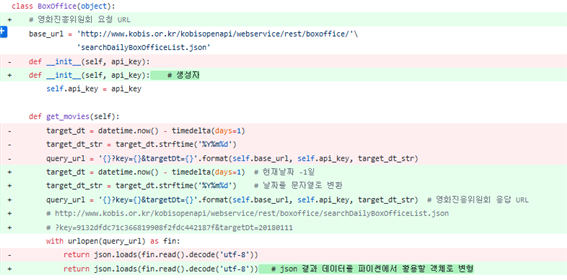 class BoxOffice(object):
+ # 영화진흥위원회 요청 URL
base_url = 'http://www.kobis.or.kr/kobisopenapi/webservice/rest/boxoffice/'\
'searchDailyBoxOfficeList.json'
- def __init__(self, api_key):
+ def __init__(self, api_key): # 생성자
self.api_key = api_key
def get_movies(self):
- target_dt = datetime.now() - timedelta(days=1)
- target_dt_str = target_dt.strftime('%Y%m%d')
- query_url = '{}?key={}&targetDt={}'.format(self.base_url, self.api_key, target_dt_str)
+ target_dt = datetime.now() - timedelta(days=1) # 현재날짜 -1일
+ target_dt_str = target_dt.strftime('%Y%m%d') # 날짜를 문자열로 변환
+ query_url = '{}?key={}&targetDt={}'.format(self.base_url, self.api_key, target_dt_str) # 영화진흥위원회 응답 URL
+ # http://www.kobis.or.kr/kobisopenapi/webservice/rest/boxoffice/searchDailyBoxOfficeList.json
+ # ?key=9132dfdc71c366819908f2fdc442187f&targetDt=20180111
with urlopen(query_url) as fin:
- return json.loads(fin.read().decode('utf-8'))
+ return json.loads(fin.read().decode('utf-8')) # json 결과 데이터를 파이썬에서 활용할 객체로 변형